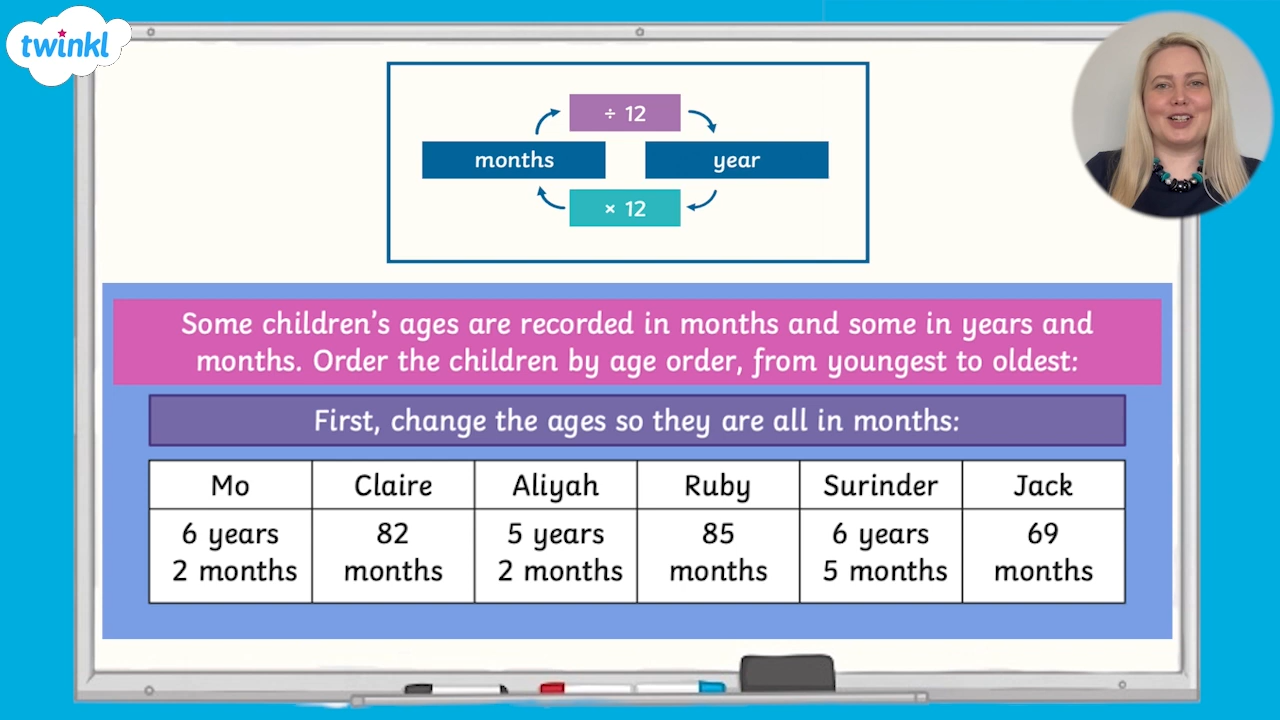 twinkl
÷ 12
months year
× 12
Some children's ages are recorded in months and some in years and
months. Order the children by age order, from youngest to oldest:
First, change the ages so they are all in months:
Mo Claire Aliyah Ruby Surinder Jack
6 years 82 5 years 85 6 years 69
2 months months 2 months months 5 months months